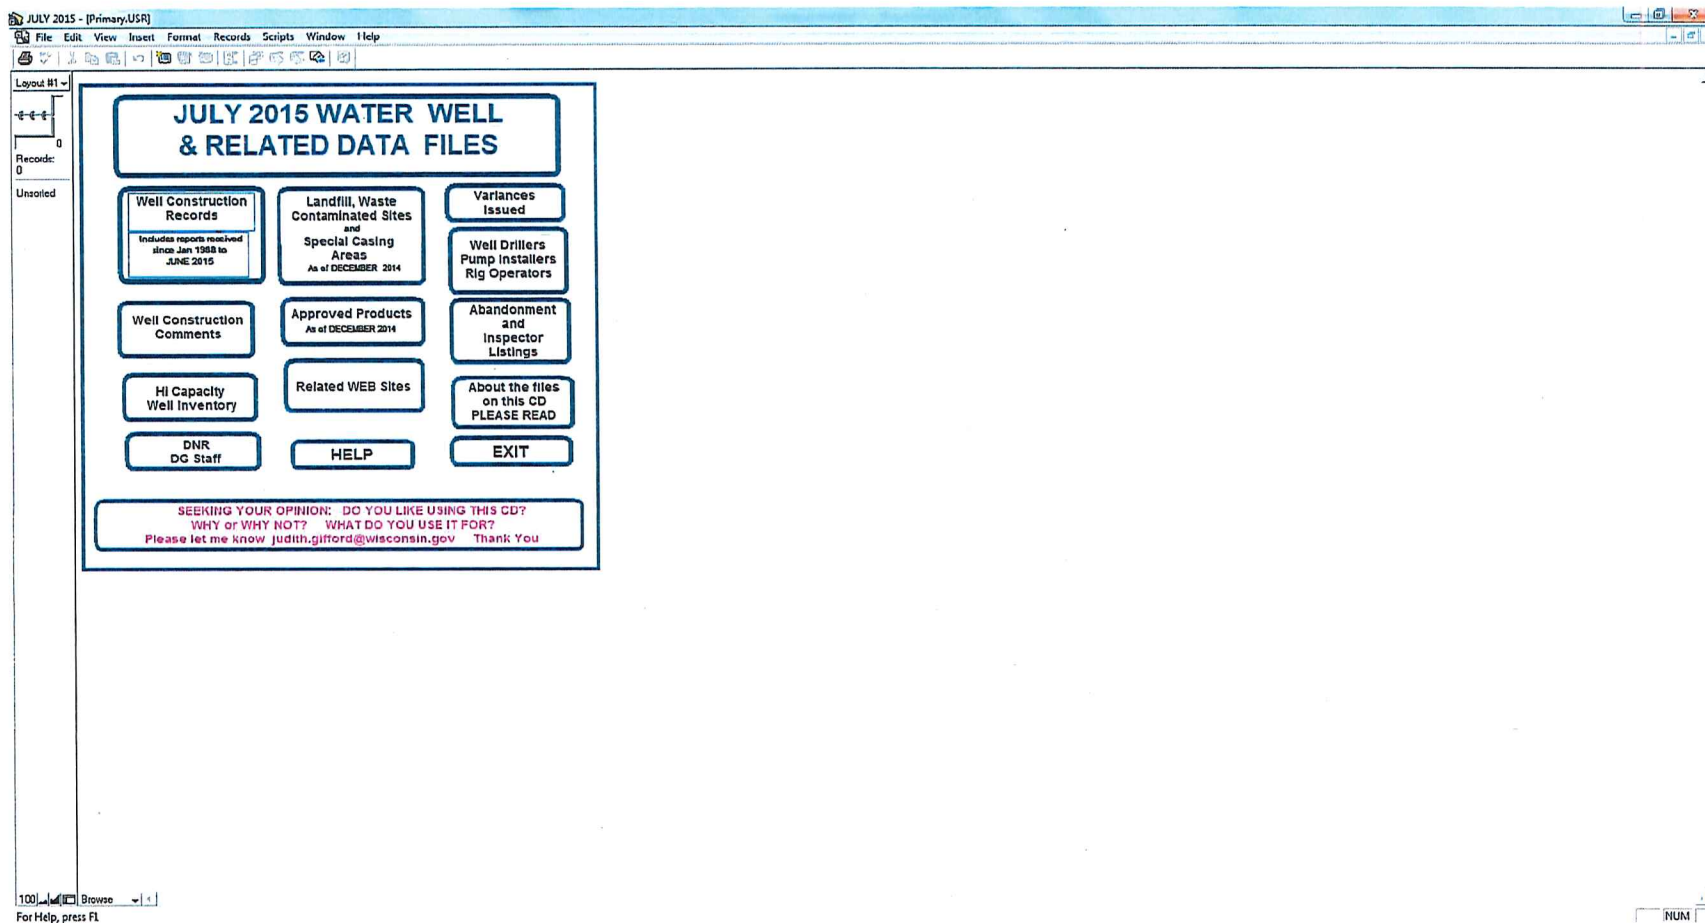 JULY 2015 - [Primary.USR]
File Edit View Insert Format Records Scripts Window Help
Layout #1
0
Records:
0
Unsorted
JULY 2015 WATER WELL
& RELATED DATA FILES
Well Construction
Records
Includes reports received
since Jan 1988 to
JUNE 2015
Landfill, Waste
Contaminated Sites
and
Special Casing
Areas
As of DECEMBER 2014
Variances
Issued
Well Drillers
Pump Installers
Rig Operators
Well Construction
Comments
Approved Products
As of DECEMBER 2014
Abandonment
and
Inspector
Listings
Hi Capacity
Well Inventory
Related WEB Sites
About the files
on this CD
PLEASE READ
DNR
DG Staff
HELP
EXIT
SEEKING YOUR OPINION: DO YOU LIKE USING THIS CD?
WHY or WHY NOT? WHAT DO YOU USE IT FOR?
Please let me know judith.gifford@wisconsin.gov Thank You
100 Browse
For Help, press F1
NUM